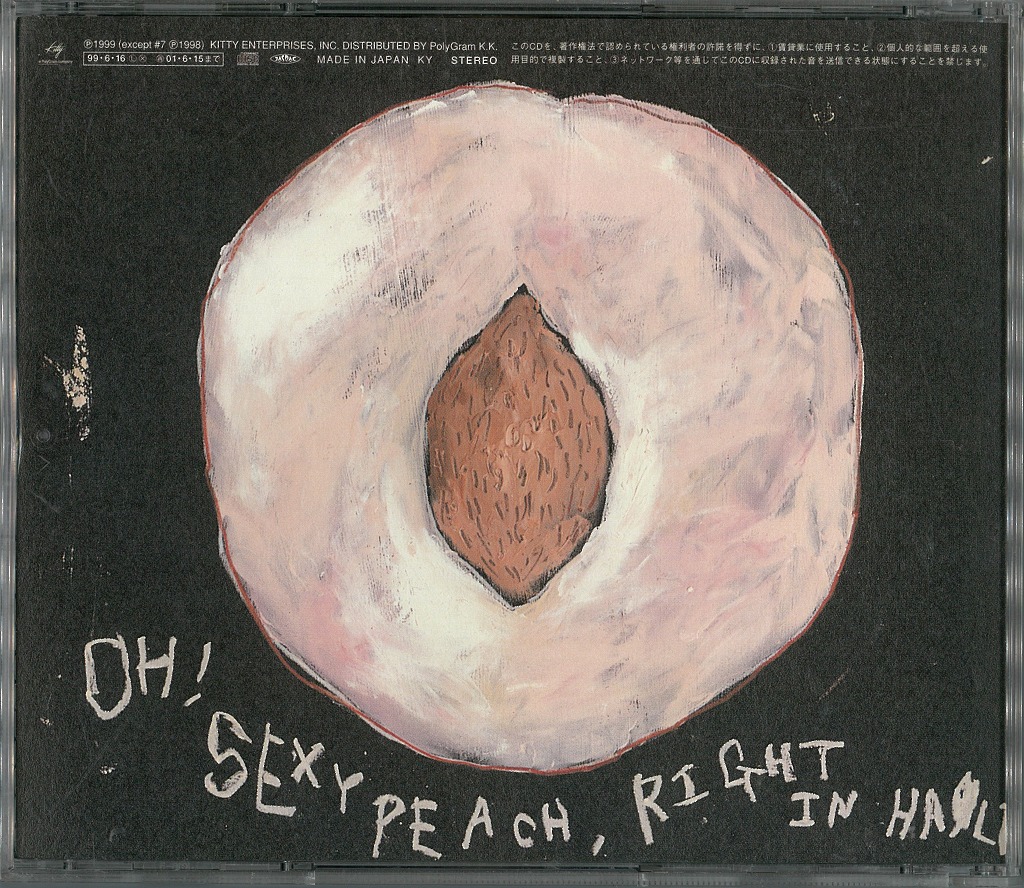 Kitty
Ⓟ1999 (except #7 Ⓟ1998) KITTY ENTERPRISES, INC. DISTRIBUTED BY PolyGram K.K.
99・6・16 Ⓛ Ⓧ Ⓐ 01・6・15まで MADE IN JAPAN KY STEREO
このCDを、著作権法で認められている権利者の許諾を得ずに、①賃貸業に使用すること、②個人的な範囲を超える使
用目的で複製すること、③ネットワーク等を通じてこのCDに収録された音を送信できる状態にすることを禁じます。
OH!
SEXY
PEACH, RIGHT
IN